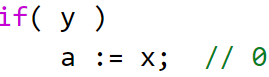 if( y )
    a := x;  // 0